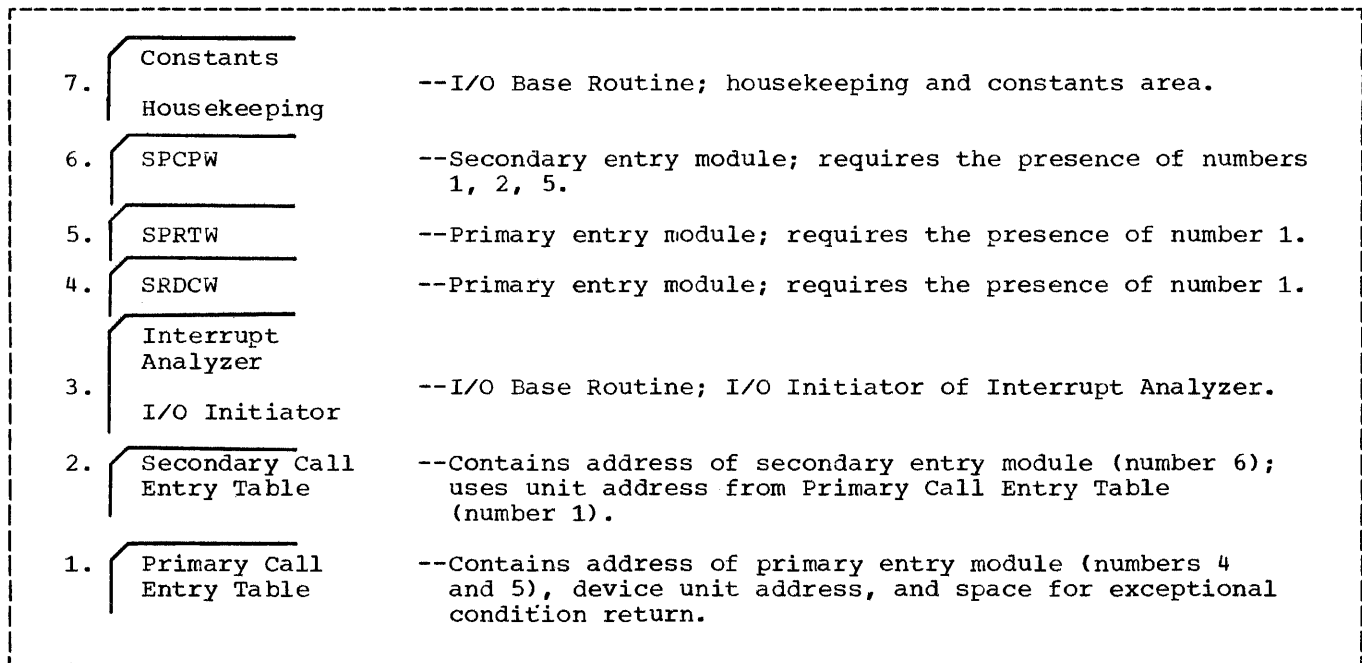 Constants
7. --I/O Base Routine; housekeeping and constants area.
Housekeeping
6. SPCPW --Secondary entry module; requires the presence of numbers
1, 2, 5.
5. SPRTW --Primary entry module; requires the presence of number 1.
4. SRDCW --Primary entry module; requires the presence of number 1.
Interrupt
Analyzer
3. --I/O Base Routine; I/O Initiator of Interrupt Analyzer.
I/O Initiator
2. Secondary Call --Contains address of secondary entry module (number 6);
Entry Table uses unit address from Primary Call Entry Table
(number 1).
1. Primary Call --Contains address of primary entry module (numbers 4
Entry Table and 5), device unit address, and space for exceptional
condition return.